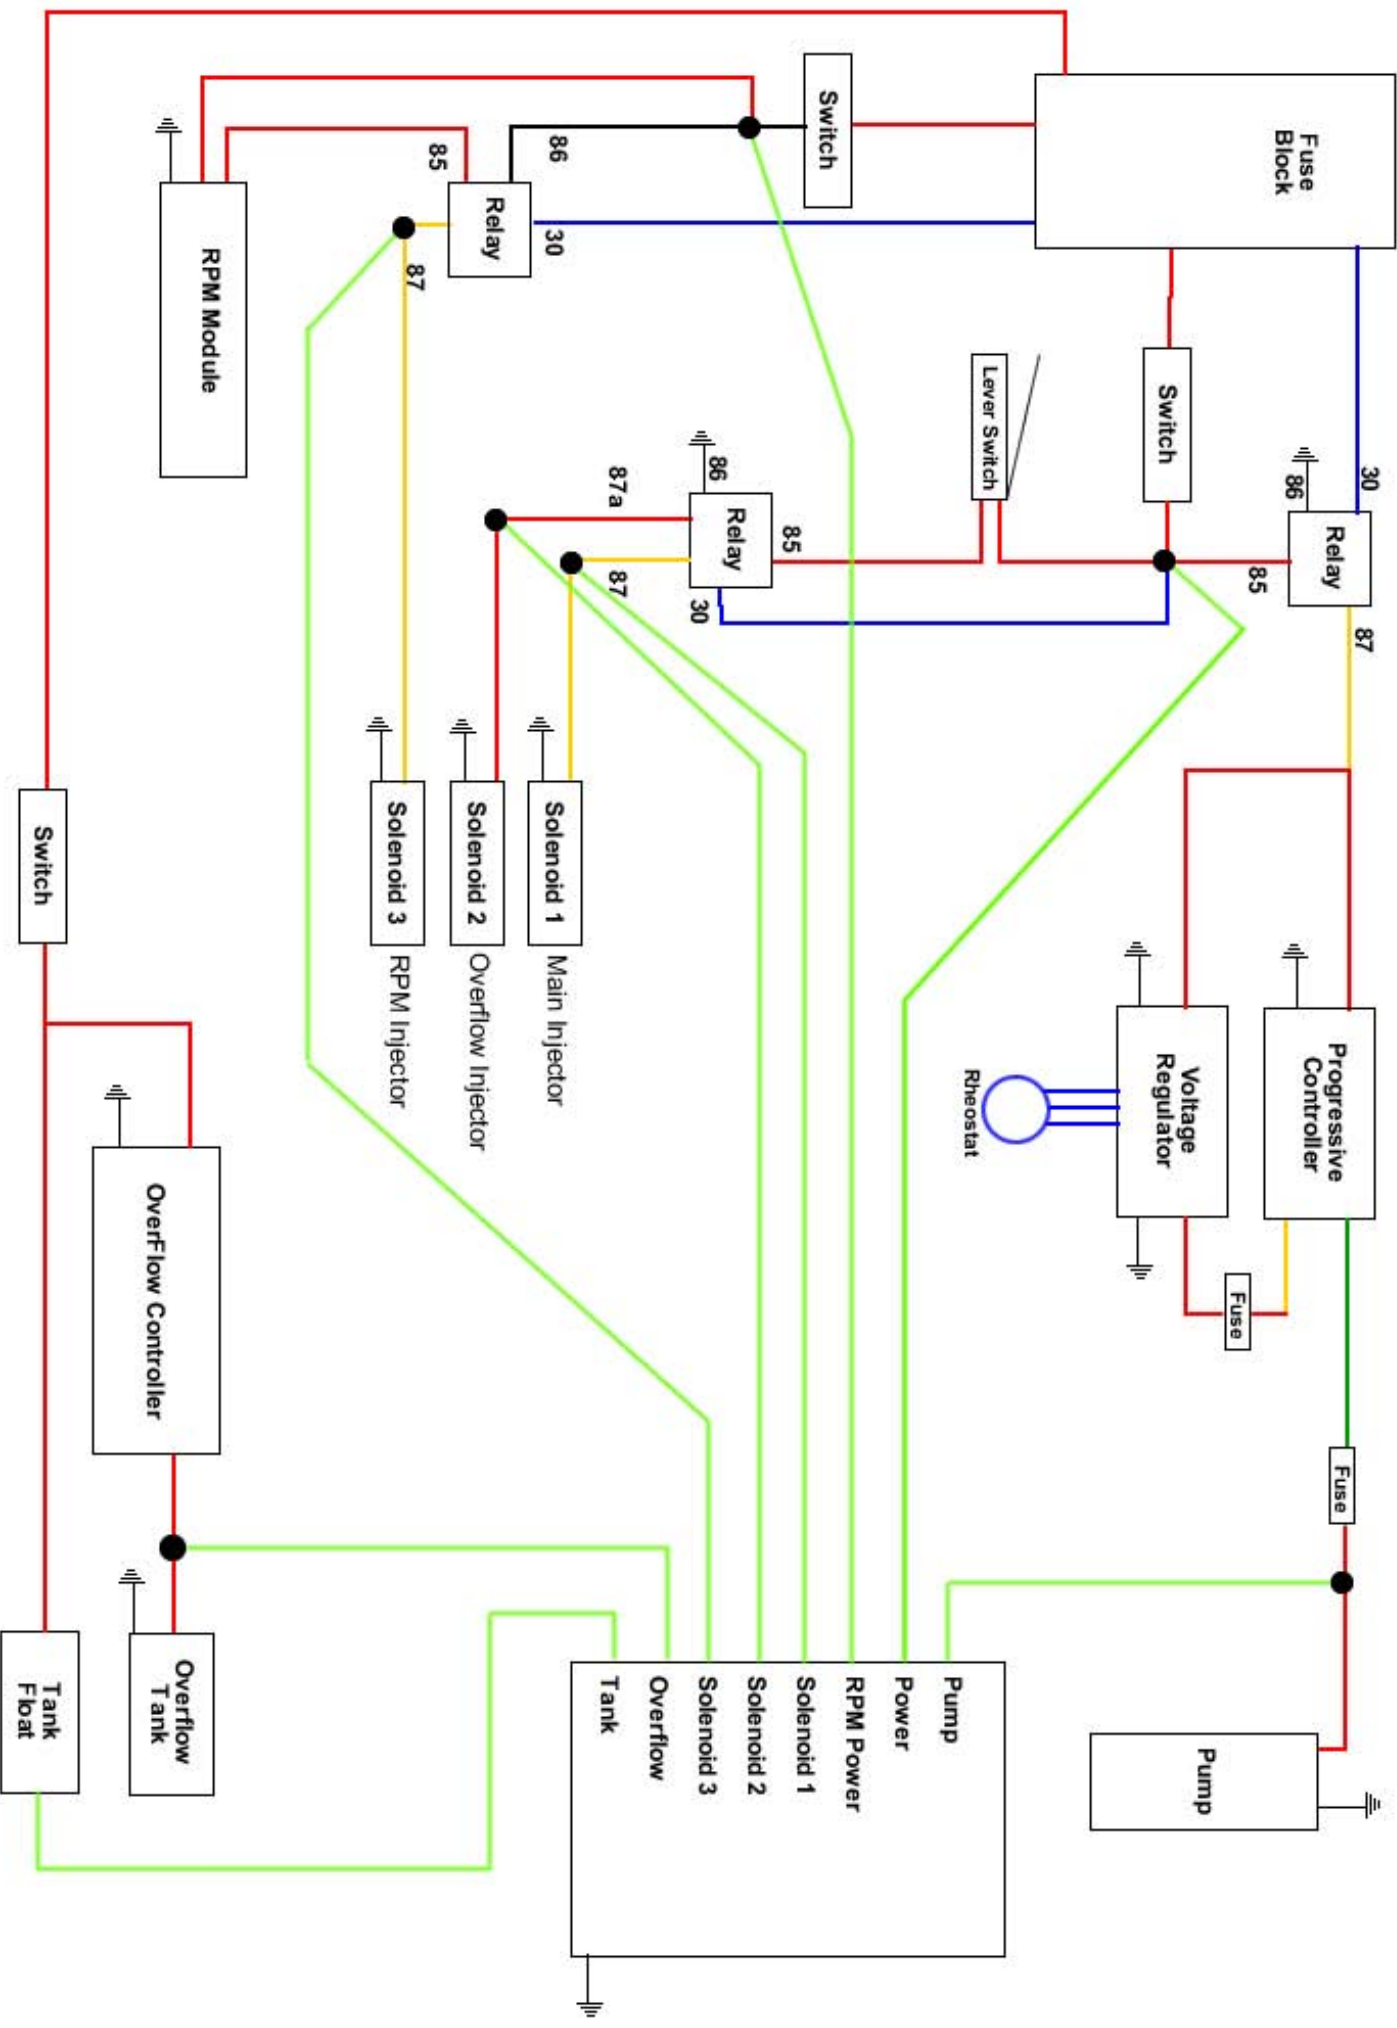 Fuse
Block
Switch
86
85
Relay
30
87
RPM Module
Switch
Lever Switch
30
86
Relay
85
87
86
87a
Relay
85
87
30
Switch
Solenoid 3
RPM Injector
Solenoid 2
Overflow Injector
Solenoid 1
Main Injector
Progressive
Controller
Voltage
Regulator
Rheostat
Fuse
Fuse
OverFlow Controller
Overflow
Tank
Tank
Float
Pump
Power
RPM Power
Solenoid 1
Solenoid 2
Solenoid 3
Overflow
Tank
Pump